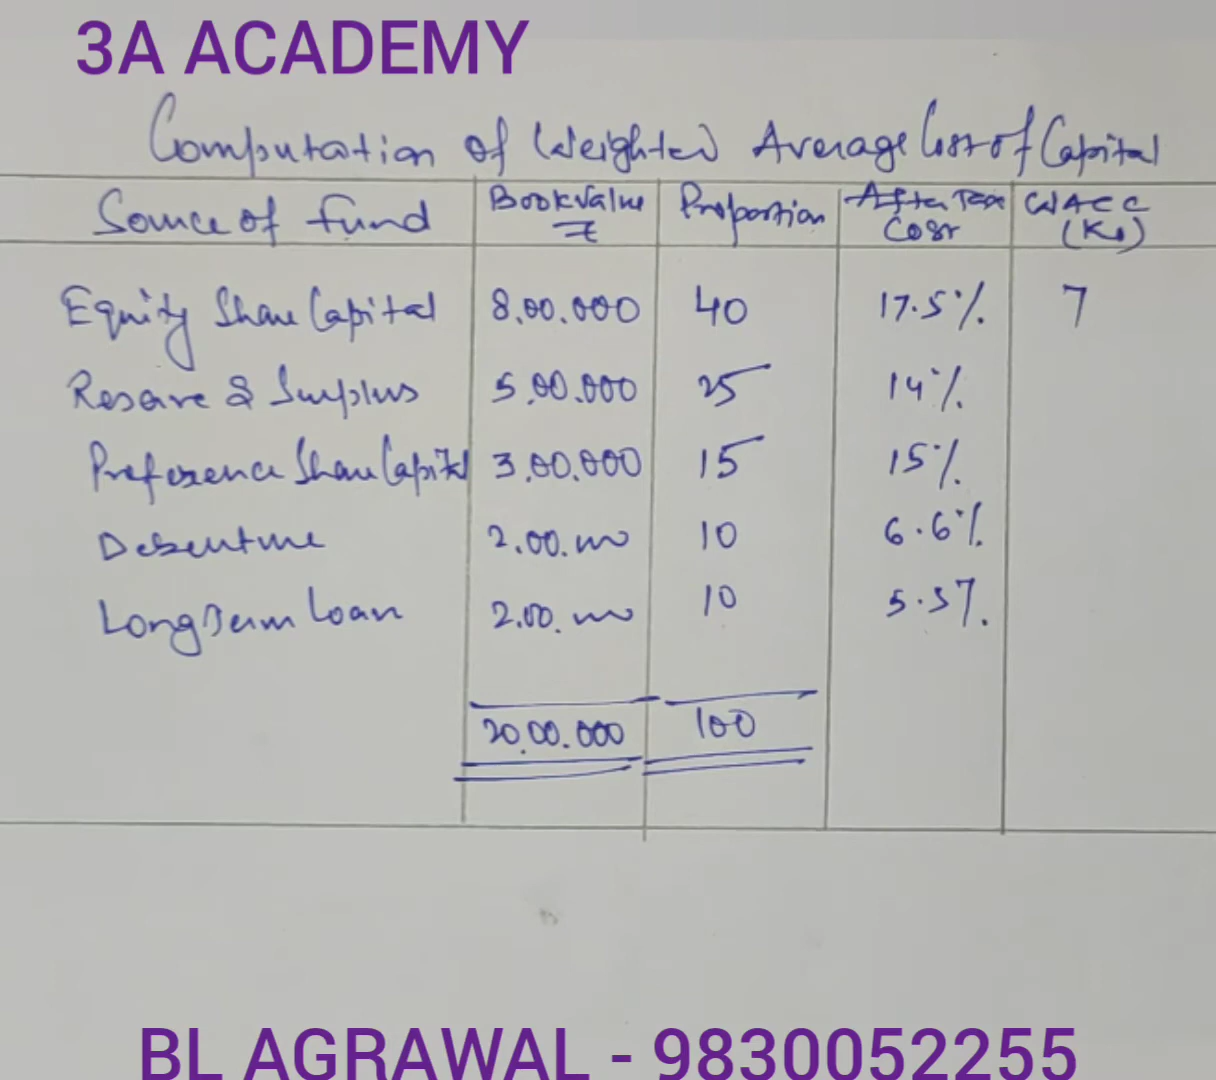 3A ACADEMY
Computation of Weighted Average Cost of Capital
Source of Fund Book Value ₹ Proportion After Tax Cost WACC (Ko)
Equity Share Capital 8,00,000 40 17.5% 7
Reserve & Surplus 5,00,000 25 14%
Preference Share Capital 3,00,000 15 15%
Debenture 2,00,000 10 6.6%
Long Term Loan 2,00,000 10 5.5%
20,00,000 100
BL AGRAWAL - 9830052255